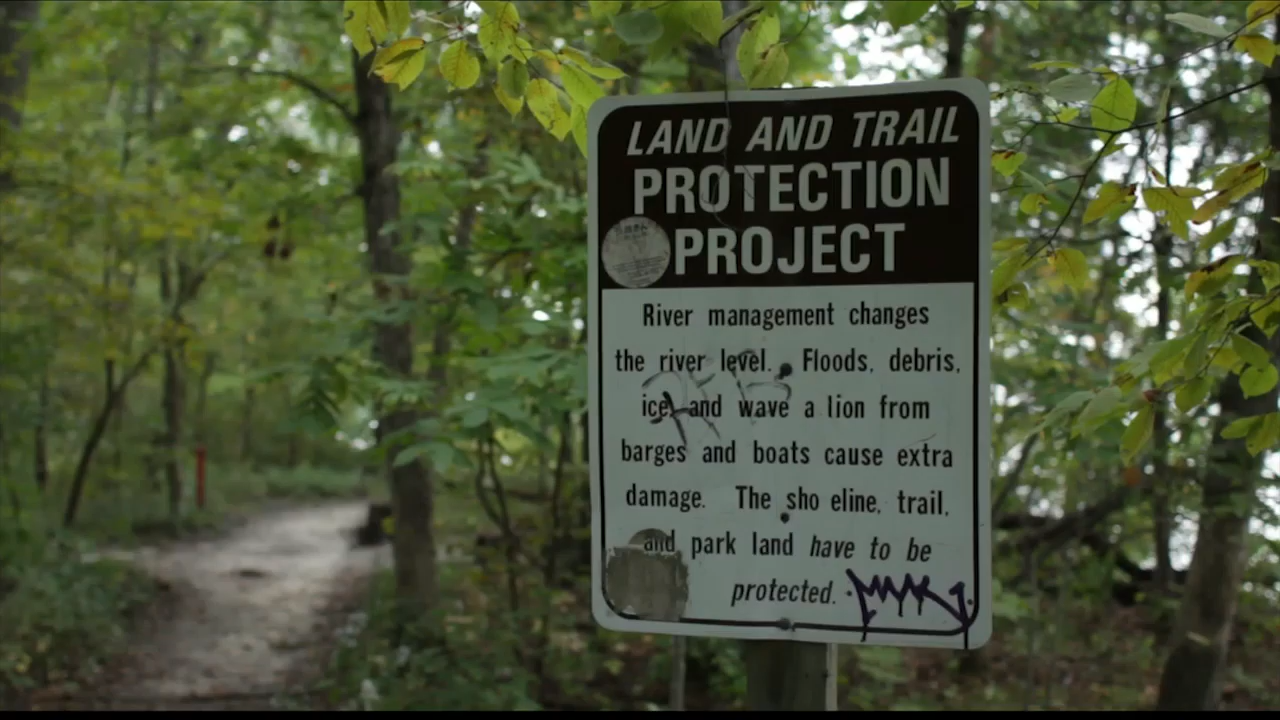 LAND AND TRAIL
PROTECTION
PROJECT
River management changes
the river level. Floods, debris,
ice, and wave a lion from
barges and boats cause extra
damage. The sho eline, trail,
and park land have to be
protected.